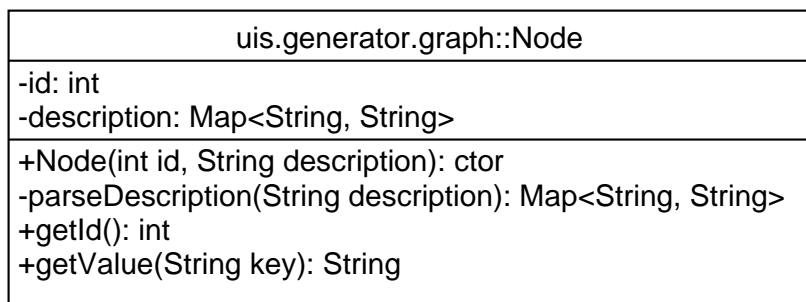 uis.generator.graph::Node
-id: int
-description: Map<String, String>
+Node(int id, String description): ctor
-parseDescription(String description): Map<String, String>
+getId(): int
+getValue(String key): String